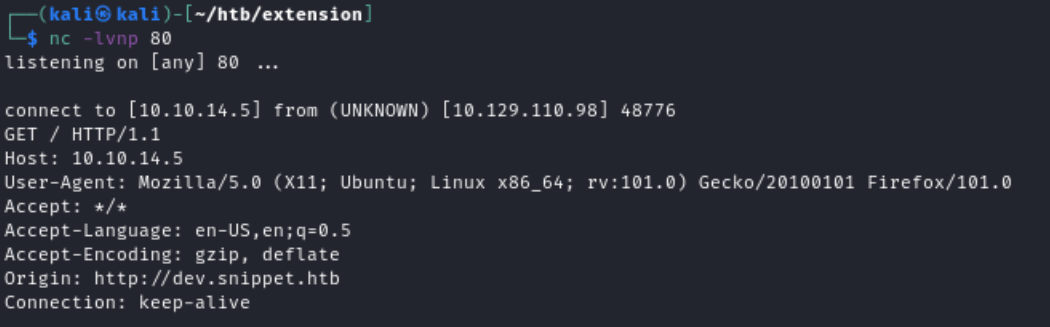 ┌──(kali㉿kali)-[~/htb/extension]
└─$ nc -lvnp 80
listening on [any] 80 ...
connect to [10.10.14.5] from (UNKNOWN) [10.129.110.98] 48776
GET / HTTP/1.1
Host: 10.10.14.5
User-Agent: Mozilla/5.0 (X11; Ubuntu; Linux x86_64; rv:101.0) Gecko/20100101 Firefox/101.0
Accept: */*
Accept-Language: en-US,en;q=0.5
Accept-Encoding: gzip, deflate
Origin: http://dev.snippet.htb
Connection: keep-alive